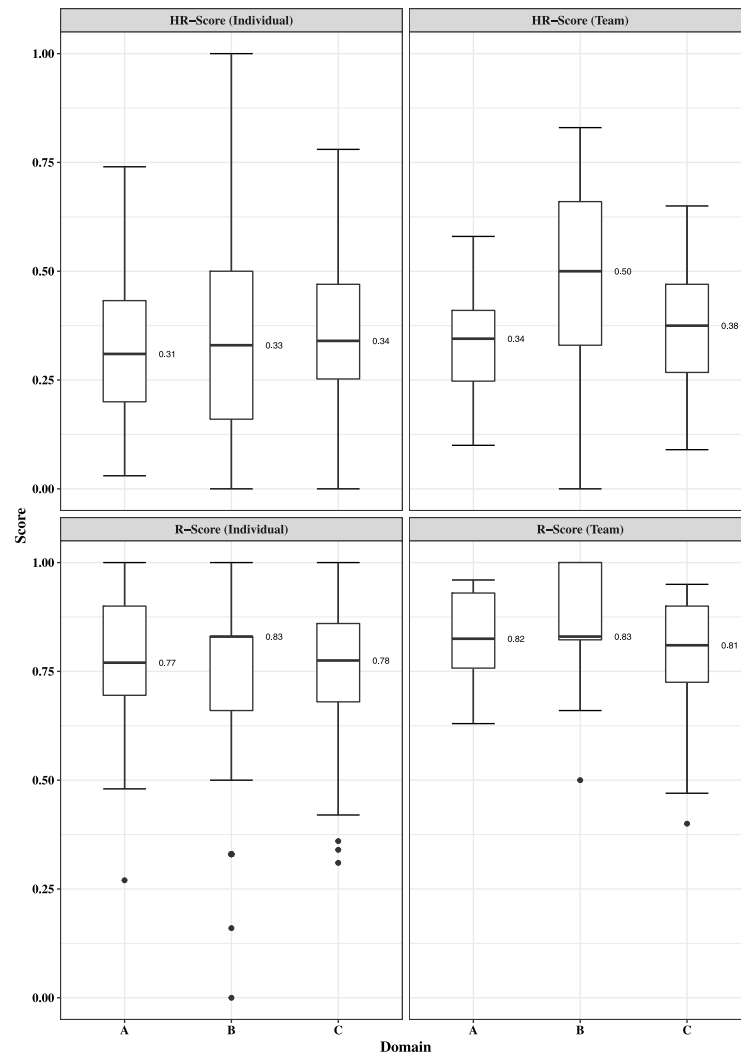 HR−Score (Individual)
HR−Score (Team)
1.00
0.75
0.50
0.25
0.00
0.31
0.33
0.34
0.34
0.50
0.38
Score
R−Score (Individual)
R−Score (Team)
1.00
0.75
0.50
0.25
0.00
0.77
0.83
0.78
0.82
0.83
0.81
A
B
C
A
B
C
Domain